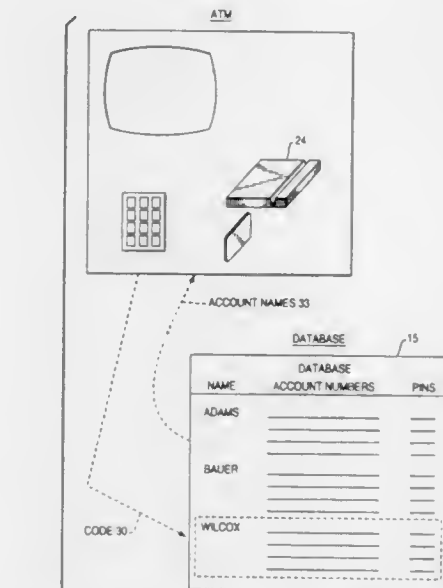 ATM
24
ACCOUNT NAMES 33
DATABASE
15
DATABASE
NAME ACCOUNT NUMBERS PINS
ADAMS
BAUER
CODE 30
WILCOX